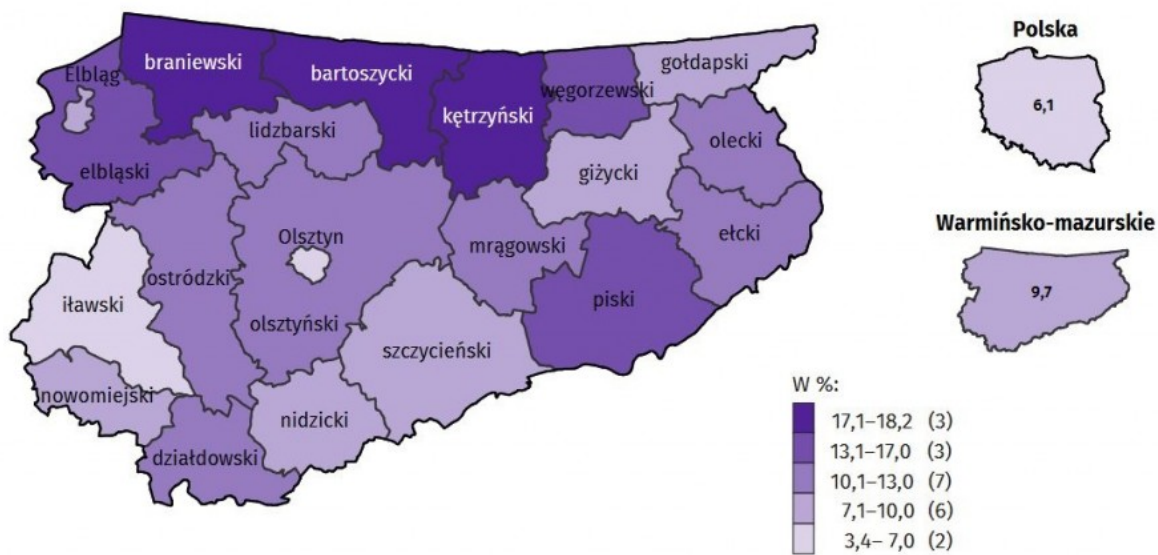 Polska
6,1
Warmińsko-mazurskie
9,7
braniewski
bartoszycki
kętrzyński
węgorzewski
gołdapski
Elbląg
elbląski
lidzbarski
giżycki
olecki
ełcki
mrągowski
piski
Olsztyn
olsztyński
ostródzki
iławski
nowomiejski
działdowski
nidzicki
szczycieński
W %:
17,1–18,2 (3)
13,1–17,0 (3)
10,1–13,0 (7)
7,1–10,0 (6)
3,4– 7,0 (2)